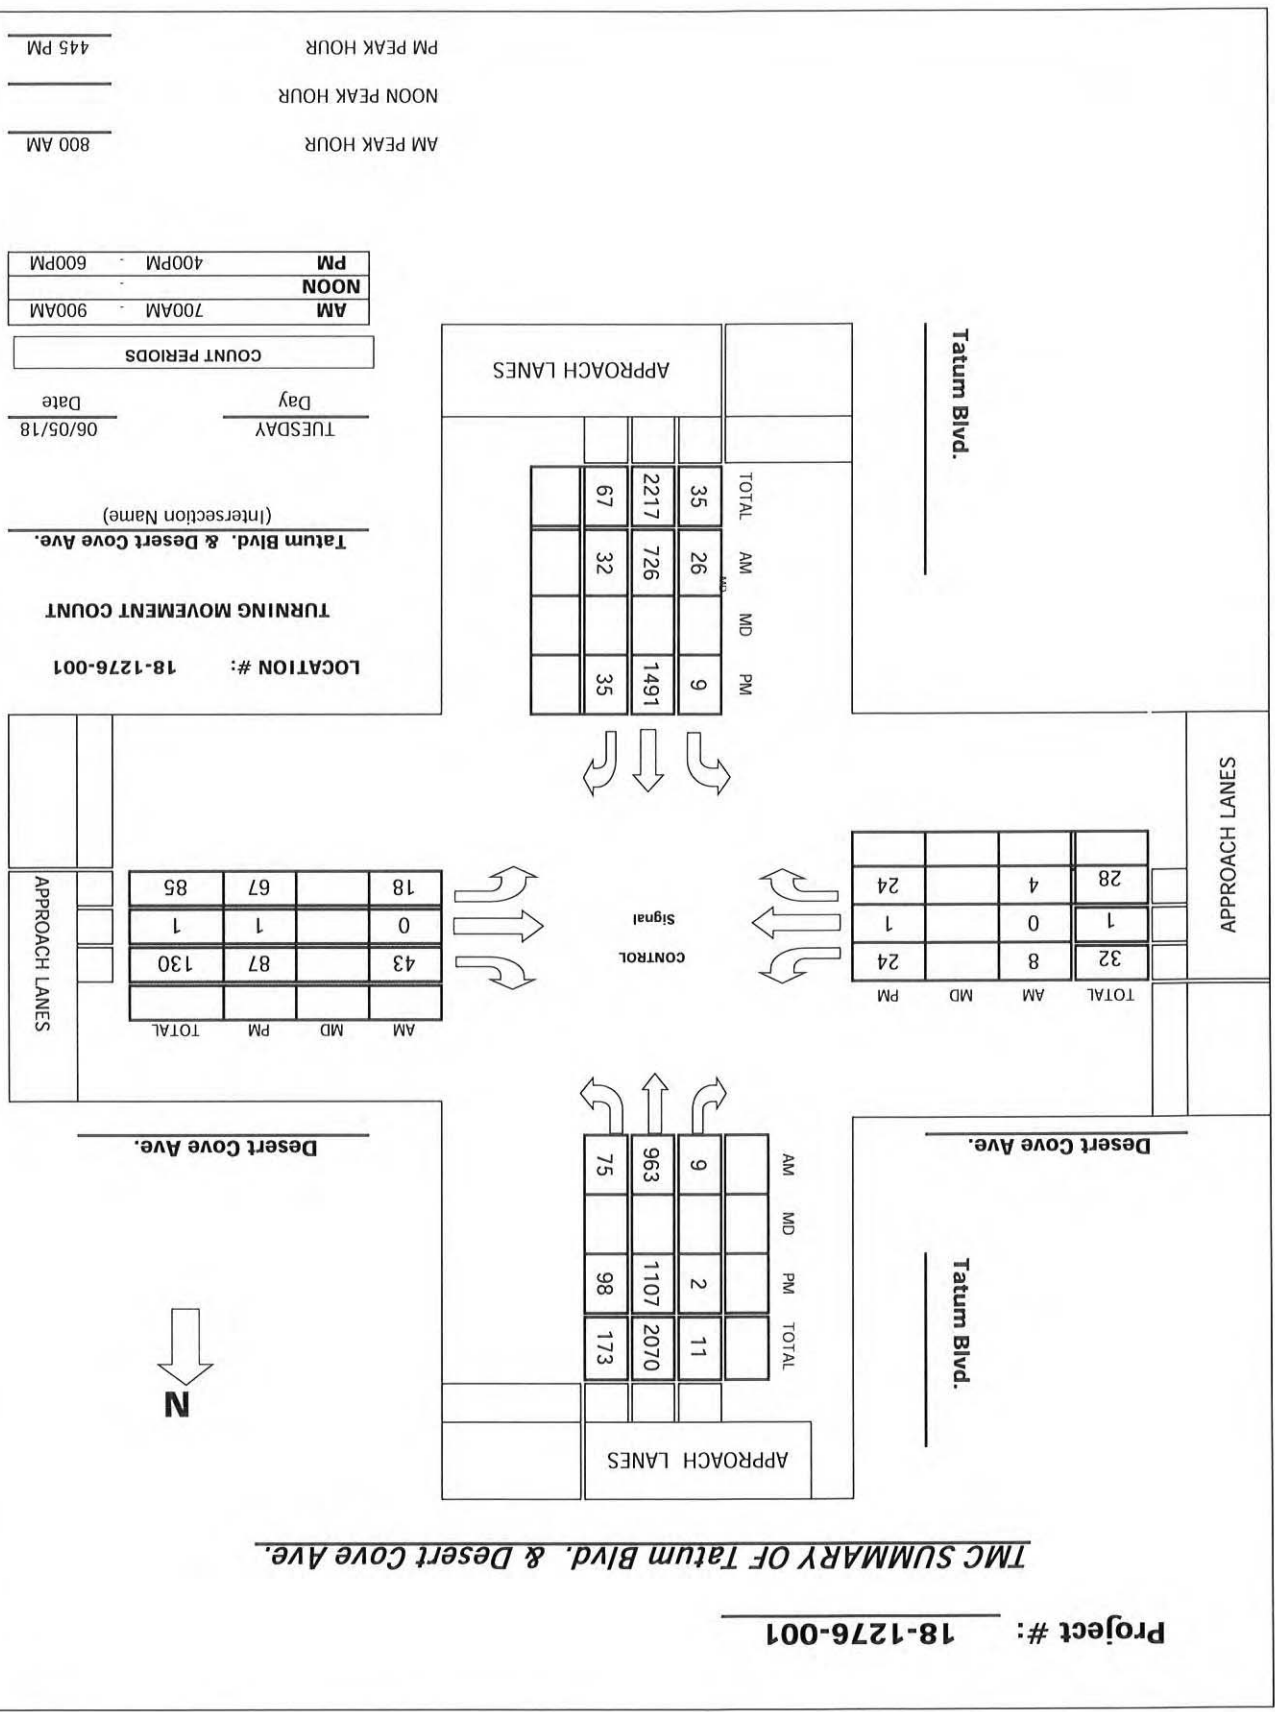 Project #: 18-1276-001
TMC SUMMARY OF Tatum Blvd. & Desert Cove Ave.
APPROACH LANES
N
Tatum Blvd.
TOTAL 11 2070 173
PM 2 1107 98
MD
AM 9 963 75
Desert Cove Ave.
Desert Cove Ave.
APPROACH LANES
TOTAL AM MD PM
32 8 24
1 0 1
28 4 24
CONTROL
Signal
AM MD PM TOTAL
43 87 130
0 1 1
18 67 85
APPROACH LANES
PM 9 1491 35
MD
MD
AM 26 726 32
TOTAL 35 2217 67
APPROACH LANES
Tatum Blvd.
LOCATION #: 18-1276-001
TURNING MOVEMENT COUNT
Tatum Blvd. & Desert Cove Ave.
(Intersection Name)
TUESDAY 06/05/18
Day Date
COUNT PERIODS
AM 700AM - 900AM
NOON -
PM 400PM - 600PM
AM PEAK HOUR 800 AM
NOON PEAK HOUR
PM PEAK HOUR 445 PM